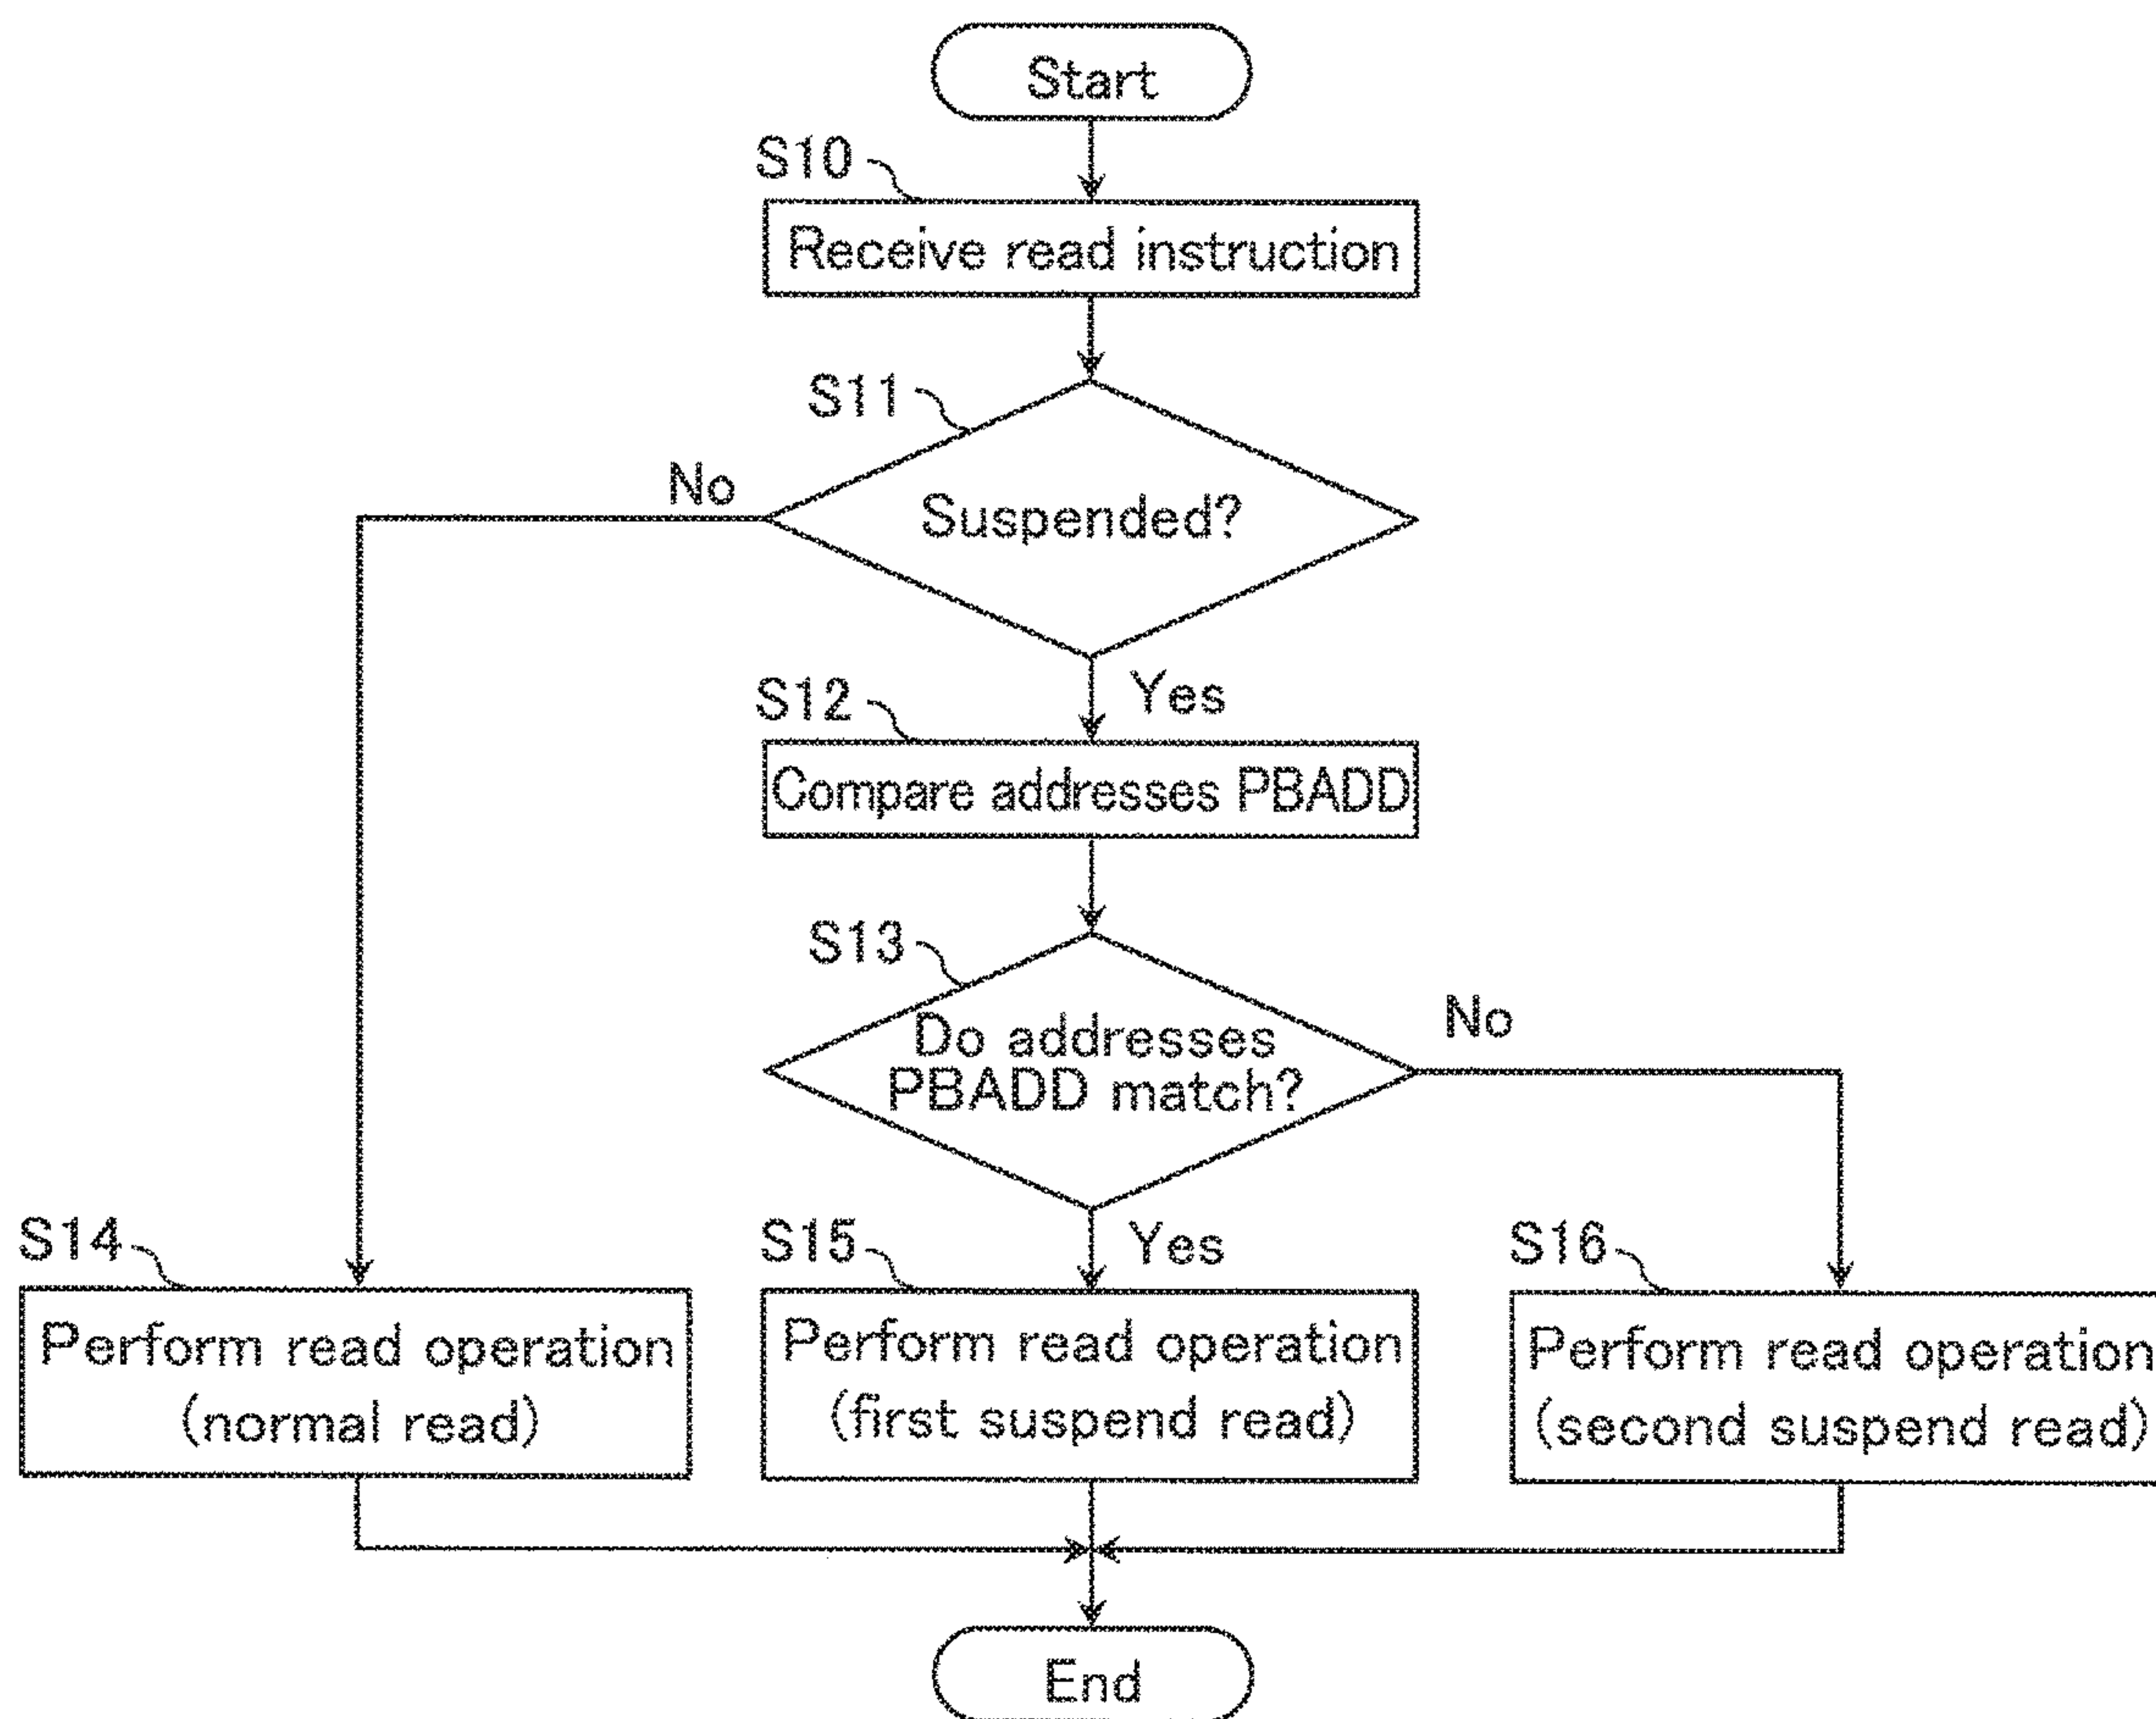 Start
S10
Receive read instruction
S11
No
Suspended?
Yes
S12
Compare addresses PBADD
S13
Do addresses
PBADD match?
No
Yes
S14
Perform read operation
(normal read)
S15
Perform read operation
(first suspend read)
S16
Perform read operation
(second suspend read)
End